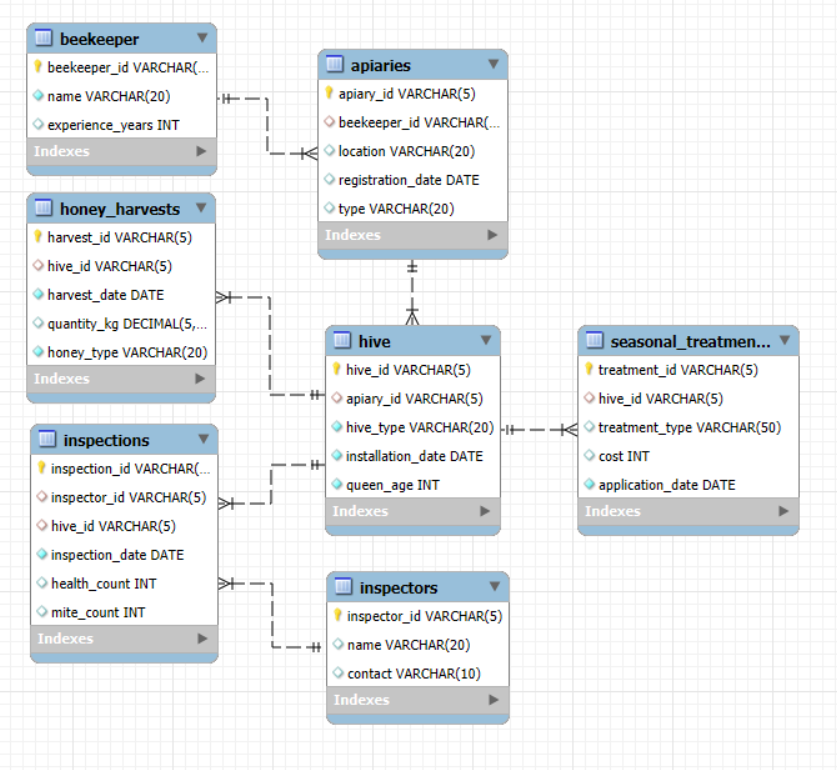 beekeeper
beekeeper_id VARCHAR(...
name VARCHAR(20)
experience_years INT
Indexes
apiaries
apiary_id VARCHAR(5)
beekeeper_id VARCHAR(...
location VARCHAR(20)
registration_date DATE
type VARCHAR(20)
Indexes
honey_harvests
harvest_id VARCHAR(5)
hive_id VARCHAR(5)
harvest_date DATE
quantity_kg DECIMAL(5,...
honey_type VARCHAR(20)
Indexes
hive
hive_id VARCHAR(5)
apiary_id VARCHAR(5)
hive_type VARCHAR(20)
installation_date DATE
queen_age INT
Indexes
seasonal_treatmen...
treatment_id VARCHAR(5)
hive_id VARCHAR(5)
treatment_type VARCHAR(50)
cost INT
application_date DATE
Indexes
inspections
inspection_id VARCHAR(...
inspector_id VARCHAR(5)
hive_id VARCHAR(5)
inspection_date DATE
health_count INT
mite_count INT
Indexes
inspectors
inspector_id VARCHAR(5)
name VARCHAR(20)
contact VARCHAR(10)
Indexes